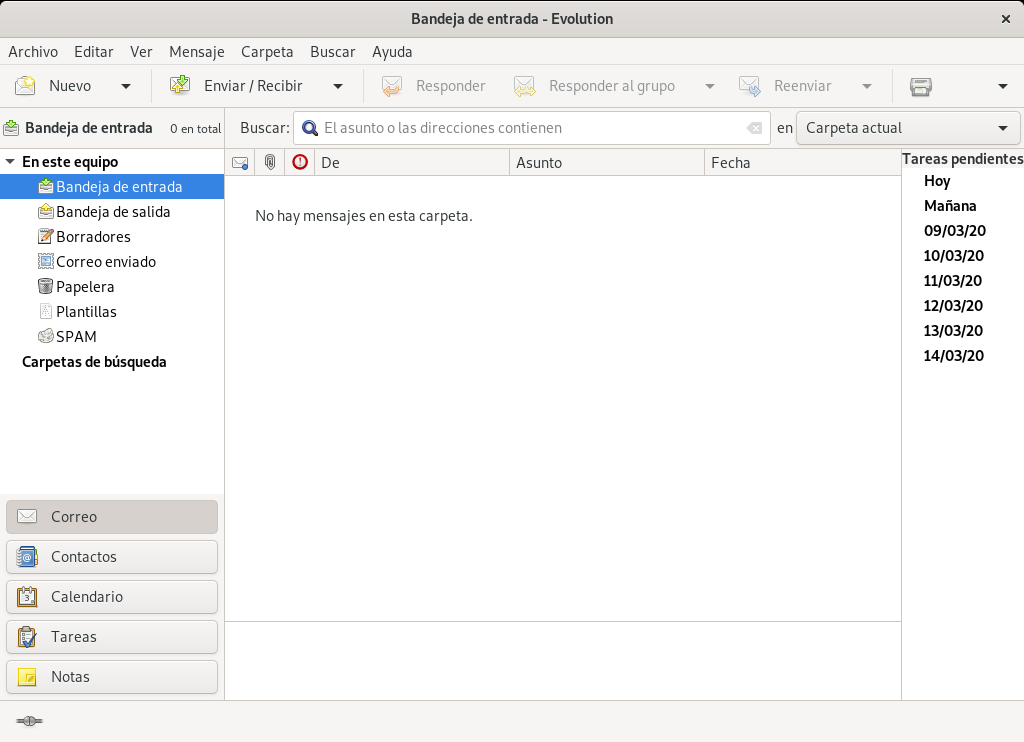 Bandeja de entrada - Evolution
Archivo Editar Ver Mensaje Carpeta Buscar Ayuda
Nuevo Enviar / Recibir Responder Responder al grupo Reenviar
Bandeja de entrada 0 en total Buscar: El asunto o las direcciones contienen en Carpeta actual
De Asunto Fecha
En este equipo
Bandeja de entrada
Bandeja de salida
Borradores
Correo enviado
Papelera
Plantillas
SPAM
Carpetas de búsqueda
No hay mensajes en esta carpeta.
Tareas pendientes
Hoy
Mañana
09/03/20
10/03/20
11/03/20
12/03/20
13/03/20
14/03/20
Correo
Contactos
3 Calendario
Tareas
Notas